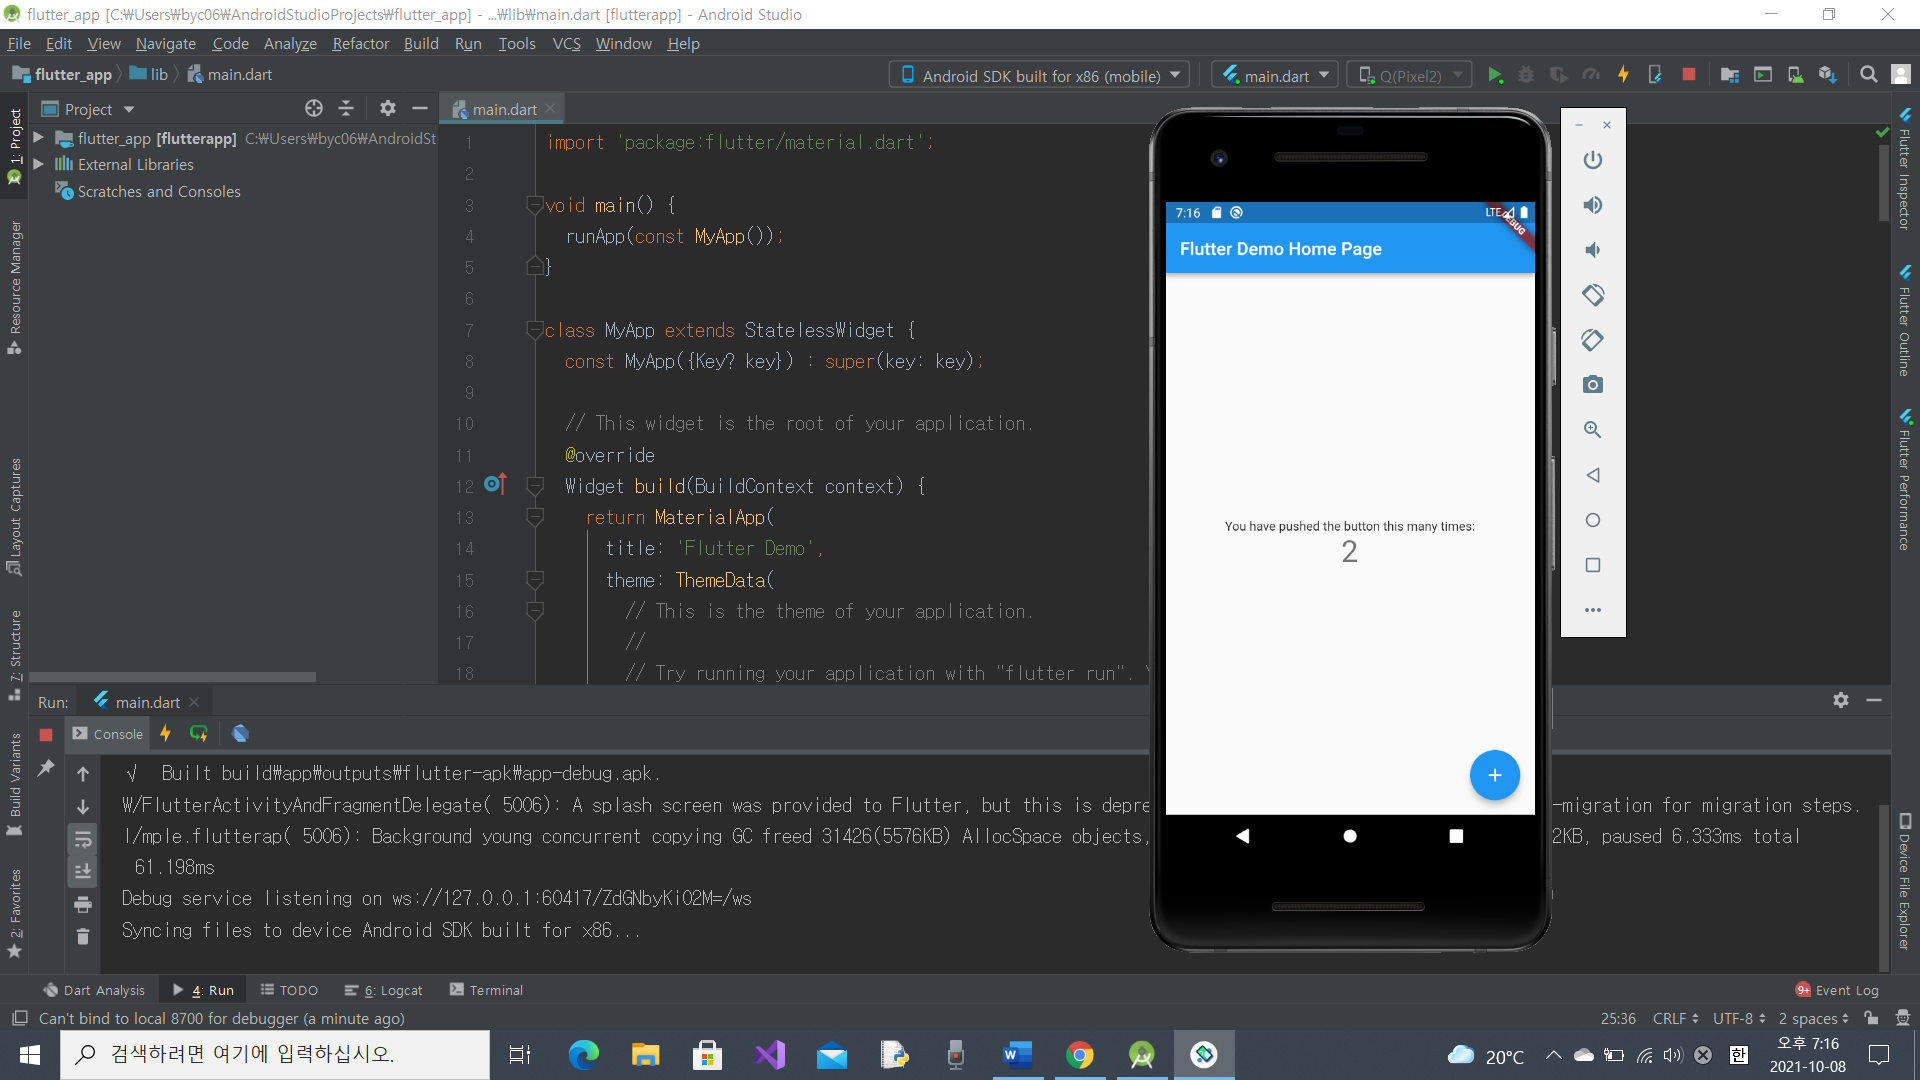 flutter_app [C:₩Users₩byc06₩AndroidStudioProjects₩flutter_app] - ...₩lib₩main.dart [flutterapp] - Android Studio
File Edit View Navigate Code Analyze Refactor Build Run Tools VCS Window Help
flutter_app lib main.dart
Android SDK built for x86 (mobile) main.dart Q(Pixel2)
Project
main.dart
flutter_app [flutterapp] C:₩Users₩byc06₩AndroidSt
External Libraries
Scratches and Consoles
1: Project
Resource Manager
Layout Captures
7: Structure
Build Variants
2: Favorites
1 import 'package:flutter/material.dart';
2
3 void main() {
4 runApp(const MyApp());
5 }
6
7 class MyApp extends StatelessWidget {
8 const MyApp({Key? key}) : super(key: key);
9
10 // This widget is the root of your application.
11 @override
12 Widget build(BuildContext context) {
13 return MaterialApp(
14 title: 'Flutter Demo',
15 theme: ThemeData(
16 // This is the theme of your application.
17 //
18 // Try running your application with "flutter run".
7:16 LTE
DEBUG
Flutter Demo Home Page
You have pushed the button this many times:
2
Flutter Inspector
Flutter Outline
Flutter Performance
Device File Explorer
Run: main.dart
Console
√ Built build₩app₩outputs₩flutter-apk₩app-debug.apk.
W/FlutterActivityAndFragmentDelegate( 5006): A splash screen was provided to Flutter, but this is depre -migration for migration steps.
I/mple.flutterap( 5006): Background young concurrent copying GC freed 31426(5576KB) AllocSpace objects, 2KB, paused 6.333ms total
61.198ms
Debug service listening on ws://127.0.0.1:60417/ZdGNbyKiO2M=/ws
Syncing files to device Android SDK built for x86...
Dart Analysis 4: Run TODO 6: Logcat Terminal 9+ Event Log
Can't bind to local 8700 for debugger (a minute ago) 25:36 CRLF UTF-8 2 spaces
검색하려면 여기에 입력하십시오.
20°C 한 오후 7:16
2021-10-08